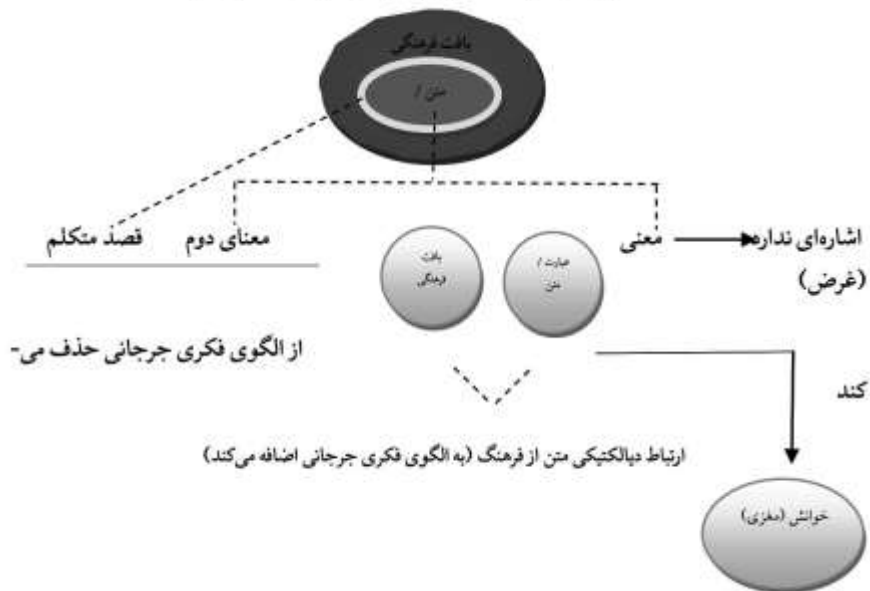 بافت فرهنگی
متن /
اشاره‌ای ندارد
معنی
معنای دوم
قصد متکلم
(غرض)
عبارت /
متن
بافت
فرهنگی
از الگوی فکری جرجانی حذف می-
کند
ارتباط دیالکتیکی متن از فرهنگ (به الگوی فکری جرجانی اضافه می‌کند)
خوانش (مغزی)